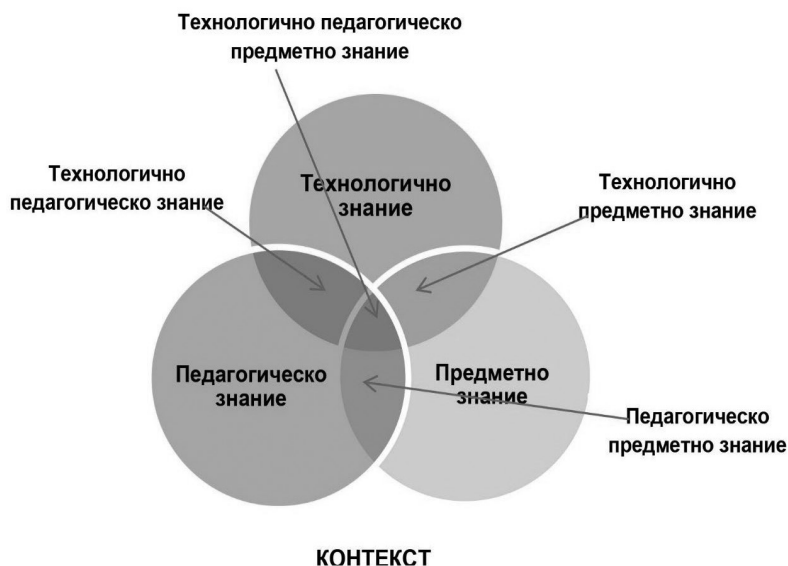 Технологично педагогическо
предметно знание
Технологично
педагогическо знание
Технологично
знание
Технологично
предметно знание
Педагогическо
знание
Предметно
знание
Педагогическо
предметно знание
КОНТЕКСТ